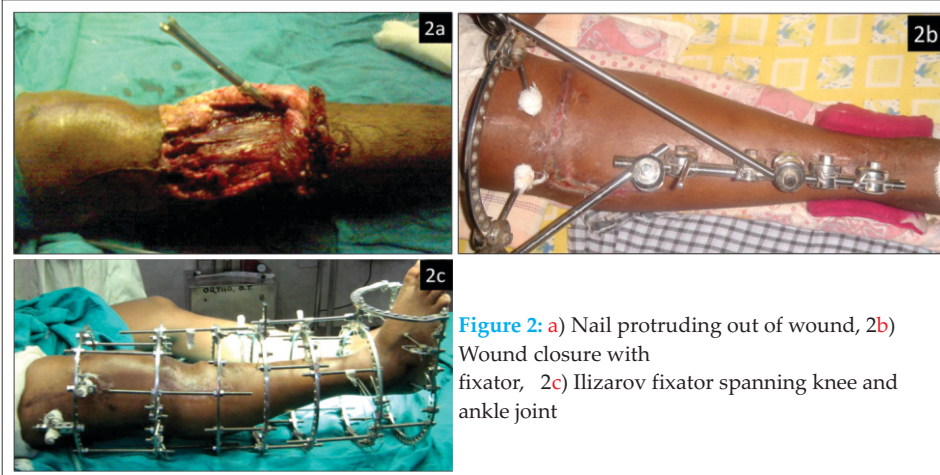 2a
2b
2c
ORTHO. O.T.
Figure 2: a) Nail protruding out of wound, 2b)
Wound closure with
fixator, 2c) Ilizarov fixator spanning knee and
ankle joint